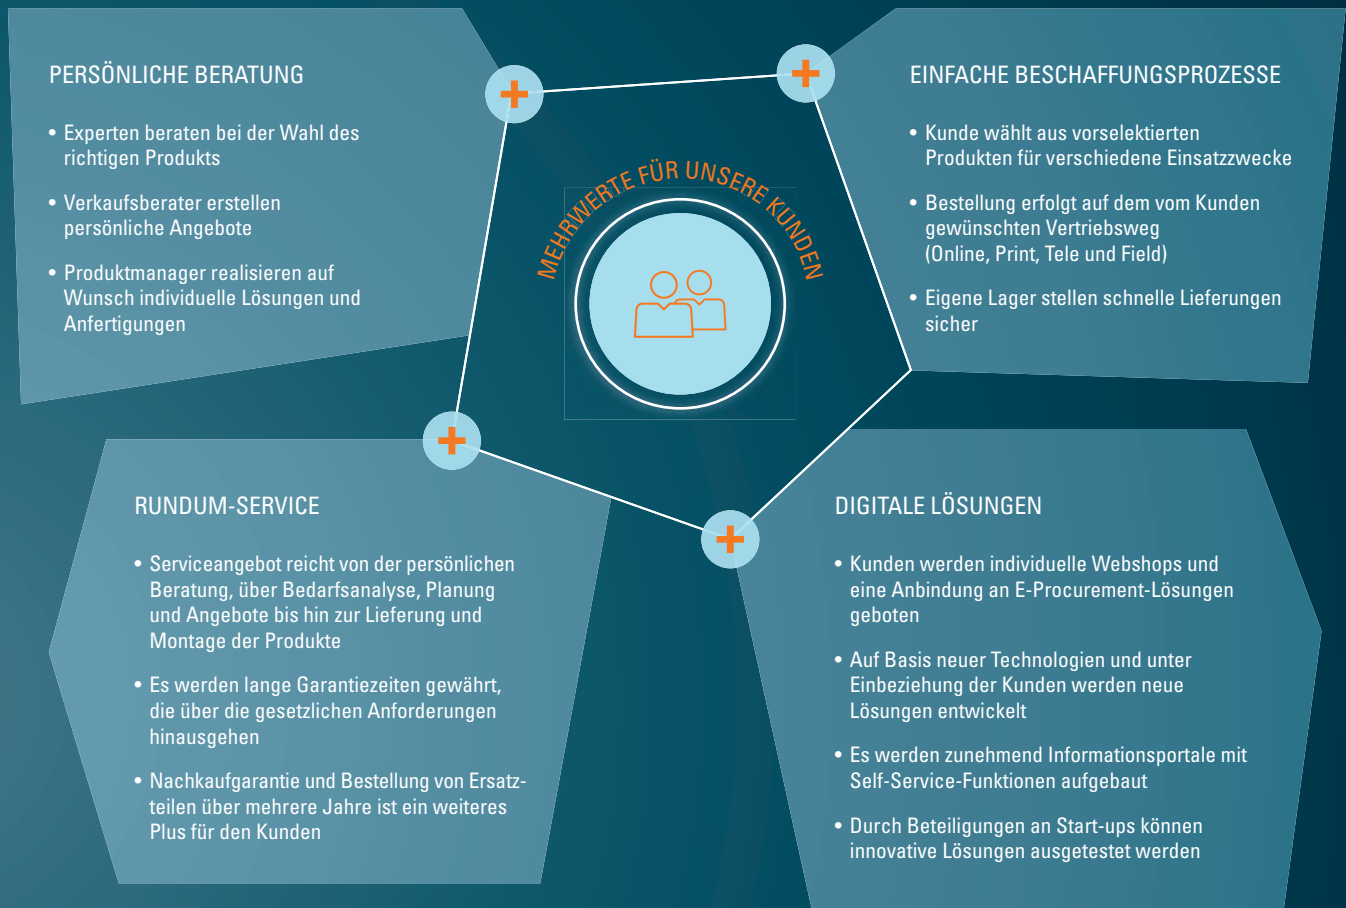 PERSÖNLICHE BERATUNG
• Experten beraten bei der Wahl des
richtigen Produkts
• Verkaufsberater erstellen
persönliche Angebote
• Produktmanager realisieren auf
Wunsch individuelle Lösungen und
Anfertigungen
MEHRWERTE FÜR UNSERE KUNDEN
EINFACHE BESCHAFFUNGSPROZESSE
• Kunde wählt aus vorselektierten
Produkten für verschiedene Einsatzzwecke
• Bestellung erfolgt auf dem vom Kunden
gewünschten Vertriebsweg
(Online, Print, Tele und Field)
• Eigene Lager stellen schnelle Lieferungen
sicher
RUNDUM-SERVICE
• Serviceangebot reicht von der persönlichen
Beratung, über Bedarfsanalyse, Planung
und Angebote bis hin zur Lieferung und
Montage der Produkte
• Es werden lange Garantiezeiten gewährt,
die über die gesetzlichen Anforderungen
hinausgehen
• Nachkaufgarantie und Bestellung von Ersatz-
teilen über mehrere Jahre ist ein weiteres
Plus für den Kunden
DIGITALE LÖSUNGEN
• Kunden werden individuelle Webshops und
eine Anbindung an E-Procurement-Lösungen
geboten
• Auf Basis neuer Technologien und unter
Einbeziehung der Kunden werden neue
Lösungen entwickelt
• Es werden zunehmend Informationsportale mit
Self-Service-Funktionen aufgebaut
• Durch Beteiligungen an Start-ups können
innovative Lösungen ausgetestet werden